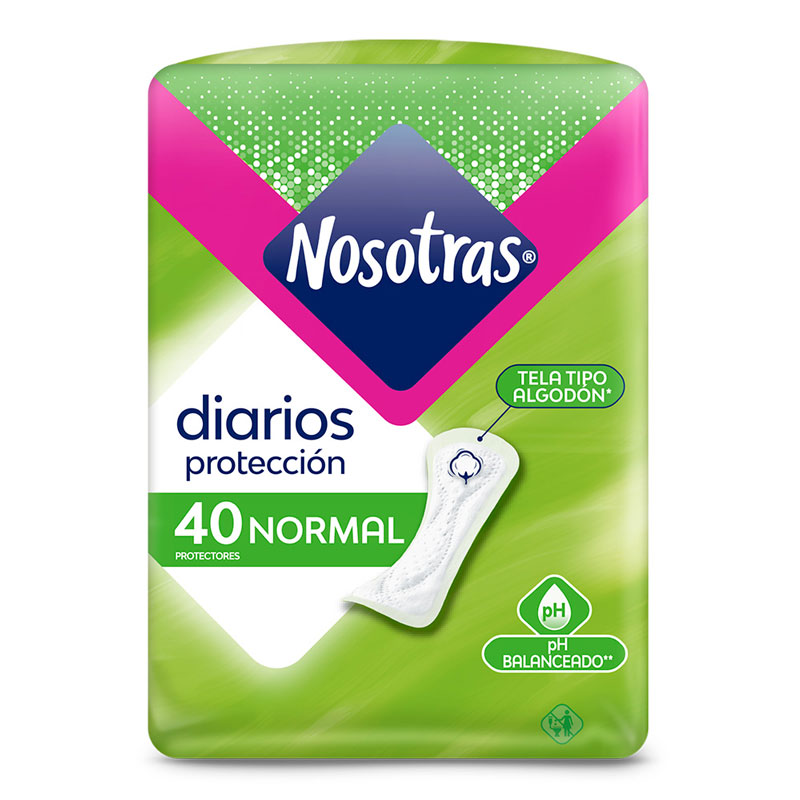 Nosotras®
TELA TIPO
ALGODÓN*
diarios
protección
40 NORMAL
PROTECTORES
pH
pH
BALANCEADO**